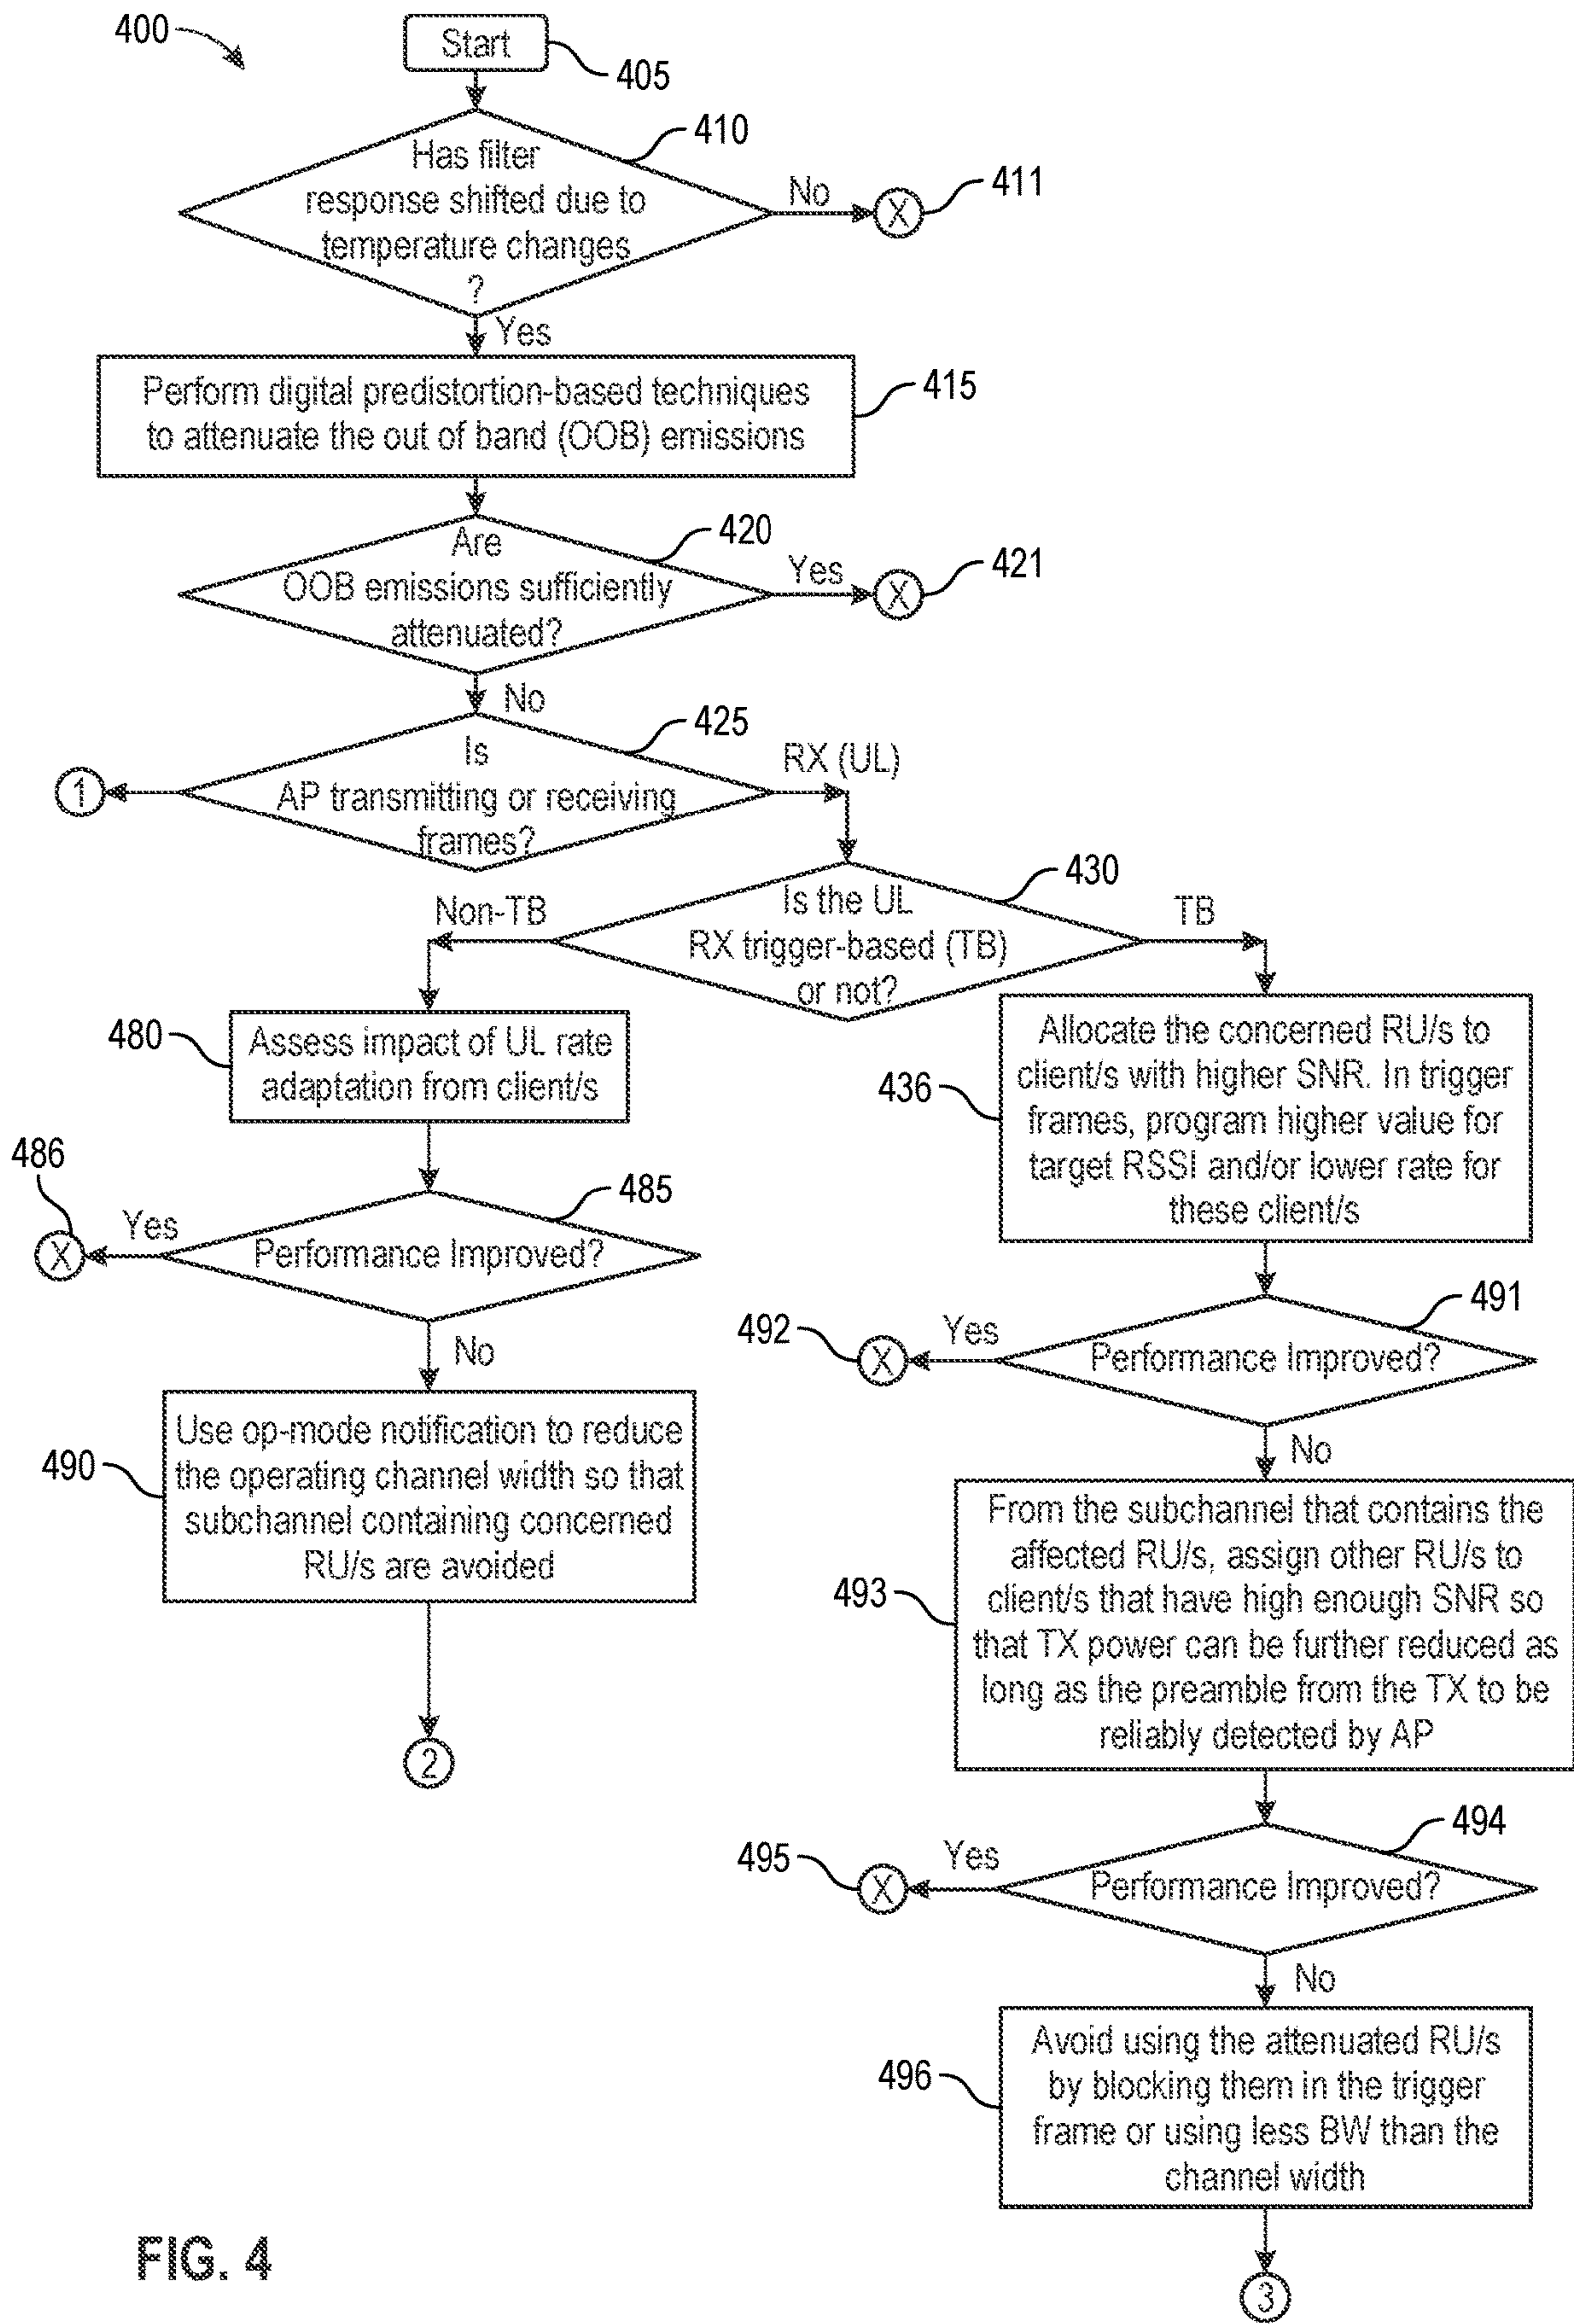 400
Start
405
410
Has filter
response shifted due to
temperature changes
?
No
X
411
Yes
Perform digital predistortion-based techniques
to attenuate the out of band (OOB) emissions
415
420
Are
OOB emissions sufficiently
attenuated?
Yes
X
421
No
425
Is
AP transmitting or receiving
frames?
1
RX (UL)
430
Is the UL
RX trigger-based (TB)
or not?
Non-TB
TB
480
Assess impact of UL rate
adaptation from client/s
436
Allocate the concerned RU/s to
client/s with higher SNR. In trigger
frames, program higher value for
target RSSI and/or lower rate for
these client/s
486
X
Yes
485
Performance Improved?
No
492
X
Yes
491
Performance Improved?
No
490
Use op-mode notification to reduce
the operating channel width so that
subchannel containing concerned
RU/s are avoided
2
493
From the subchannel that contains the
affected RU/s, assign other RU/s to
client/s that have high enough SNR so
that TX power can be further reduced as
long as the preamble from the TX to be
reliably detected by AP
495
X
Yes
494
Performance Improved?
No
496
Avoid using the attenuated RU/s
by blocking them in the trigger
frame or using less BW than the
channel width
3
FIG. 4